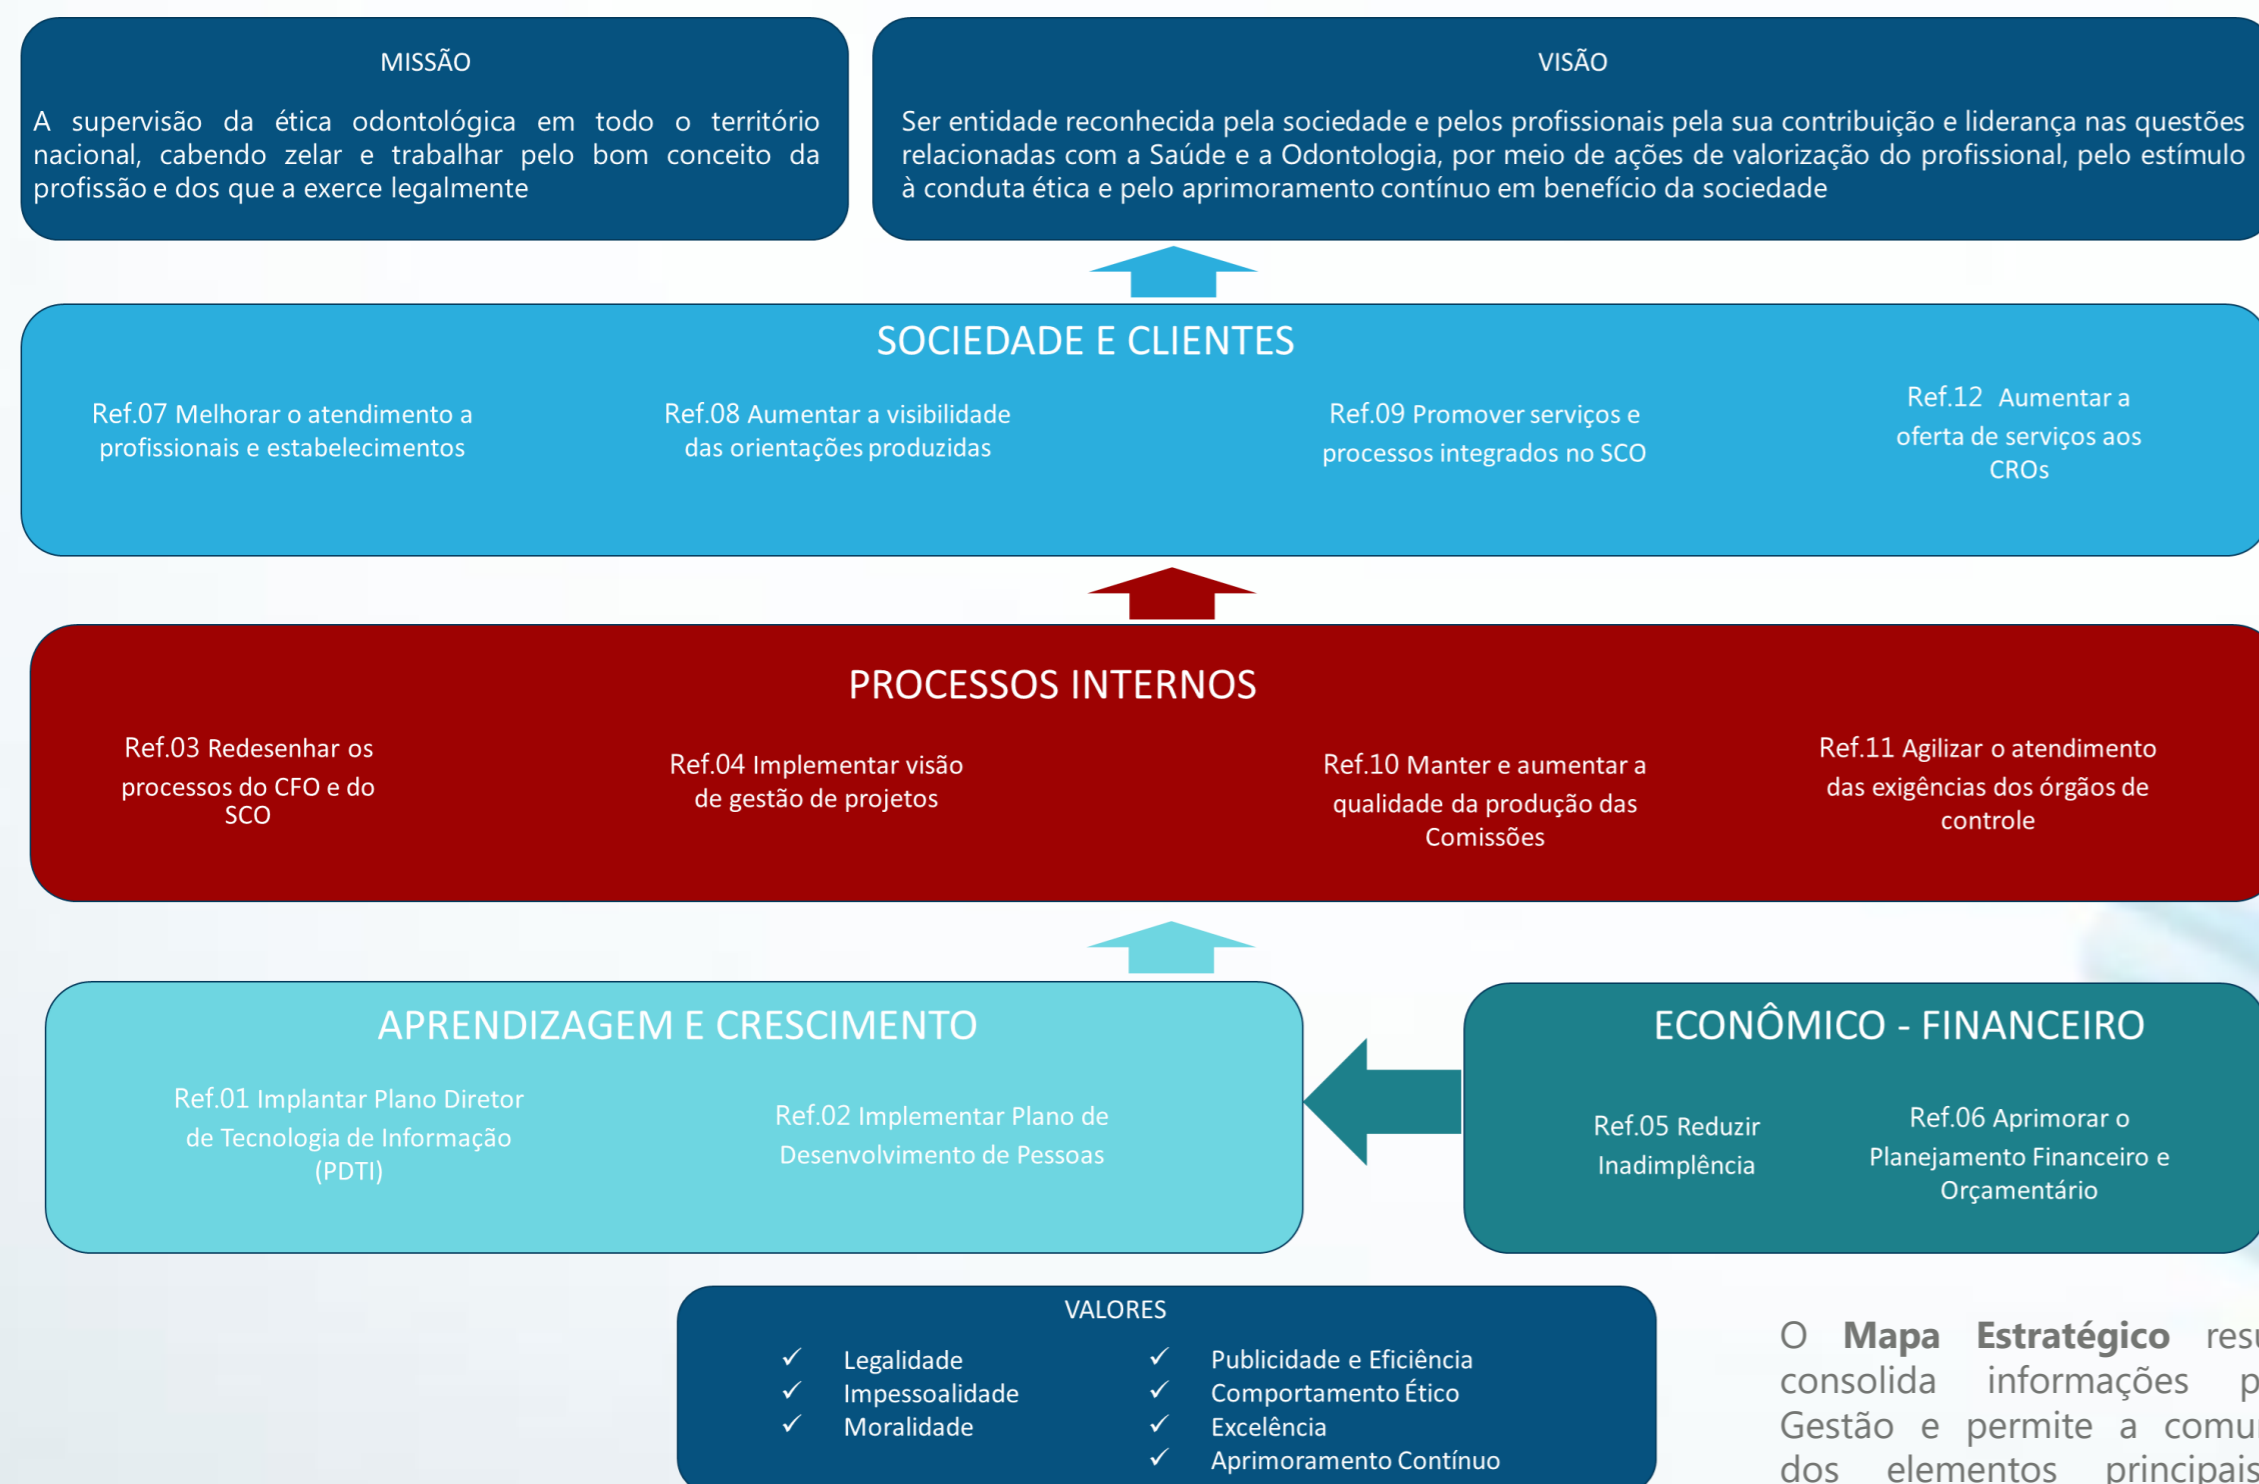 MISSÃO
A supervisão da ética odontológica em todo o território
nacional, cabendo zelar e trabalhar pelo bom conceito da
profissão e dos que a exerce legalmente
VISÃO
Ser entidade reconhecida pela sociedade e pelos profissionais pela sua contribuição e liderança nas questões
relacionadas com a Saúde e a Odontologia, por meio de ações de valorização do profissional, pelo estímulo
à conduta ética e pelo aprimoramento contínuo em benefício da sociedade
SOCIEDADE E CLIENTES
Ref.07 Melhorar o atendimento a
profissionais e estabelecimentos
Ref.08 Aumentar a visibilidade
das orientações produzidas
Ref.09 Promover serviços e
processos integrados no SCO
Ref.12 Aumentar a
oferta de serviços aos
CROs
PROCESSOS INTERNOS
Ref.03 Redesenhar os
processos do CFO e do
SCO
Ref.04 Implementar visão
de gestão de projetos
Ref.10 Manter e aumentar a
qualidade da produção das
Comissões
Ref.11 Agilizar o atendimento
das exigências dos órgãos de
controle
APRENDIZAGEM E CRESCIMENTO
Ref.01 Implantar Plano Diretor
de Tecnologia de Informação
(PDTI)
Ref.02 Implementar Plano de
Desenvolvimento de Pessoas
ECONÔMICO - FINANCEIRO
Ref.05 Reduzir
Inadimplência
Ref.06 Aprimorar o
Planejamento Financeiro e
Orçamentário
VALORES
✓ Legalidade
✓ Impessoalidade
✓ Moralidade
✓ Publicidade e Eficiência
✓ Comportamento Ético
✓ Excelência
✓ Aprimoramento Contínuo
O Mapa Estratégico
consolida informações
Gestão e permite a
dos elementos principais